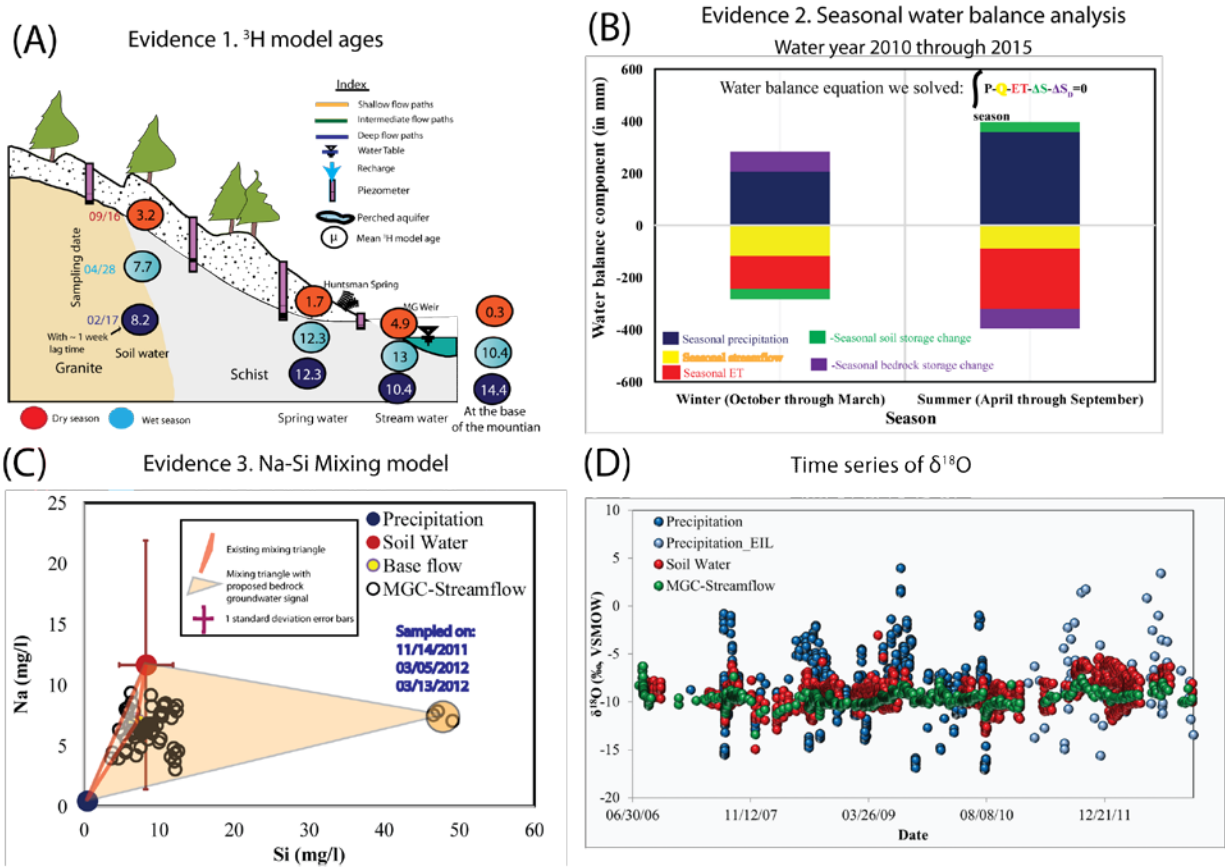 (A)
Evidence 1. ³H model ages
Index
Shallow flow paths
Intermediate flow paths
Deep flow paths
Water Table
Recharge
Piezometer
Perched aquifer
μ
Mean ³H model age
09/16
3.2
Sampling date
04/28
7.7
02/17
8.2
With ~ 1 week
lag time
Soil water
Granite
Schist
Huntsman Spring
1.7
12.3
12.3
Spring water
MG Weir
4.9
13
10.4
Stream water
0.3
10.4
14.4
At the base
of the mountian
Dry season
Wet season
(B)
Evidence 2. Seasonal water balance analysis
Water year 2010 through 2015
Water balance equation we solved: ∫ P-Q-ET-ΔS-ΔS_b=0
season
Water balance component (in mm)
600
400
200
0
-200
-400
-600
Seasonal precipitation
Seasonal streamflow
Seasonal ET
-Seasonal soil storage change
-Seasonal bedrock storage change
Winter (October through March)
Summer (April through September)
Season
(C)
Evidence 3. Na-Si Mixing model
Na (mg/l)
25
20
15
10
5
0
Existing mixing triangle
Mixing triangle with
proposed bedrock
groundwater signal
1 standard deviation error bars
Precipitation
Soil Water
Base flow
MGC-Streamflow
Sampled on:
11/14/2011
03/05/2012
03/13/2012
0 10 20 30 40 50 60
Si (mg/l)
(D)
Time series of δ¹⁸O
δ¹⁸O (‰, VSMOW)
10
5
0
-5
-10
-15
-20
Precipitation
Precipitation_EIL
Soil Water
MGC-Streamflow
06/30/06 11/12/07 03/26/09 08/08/10 12/21/11
Date